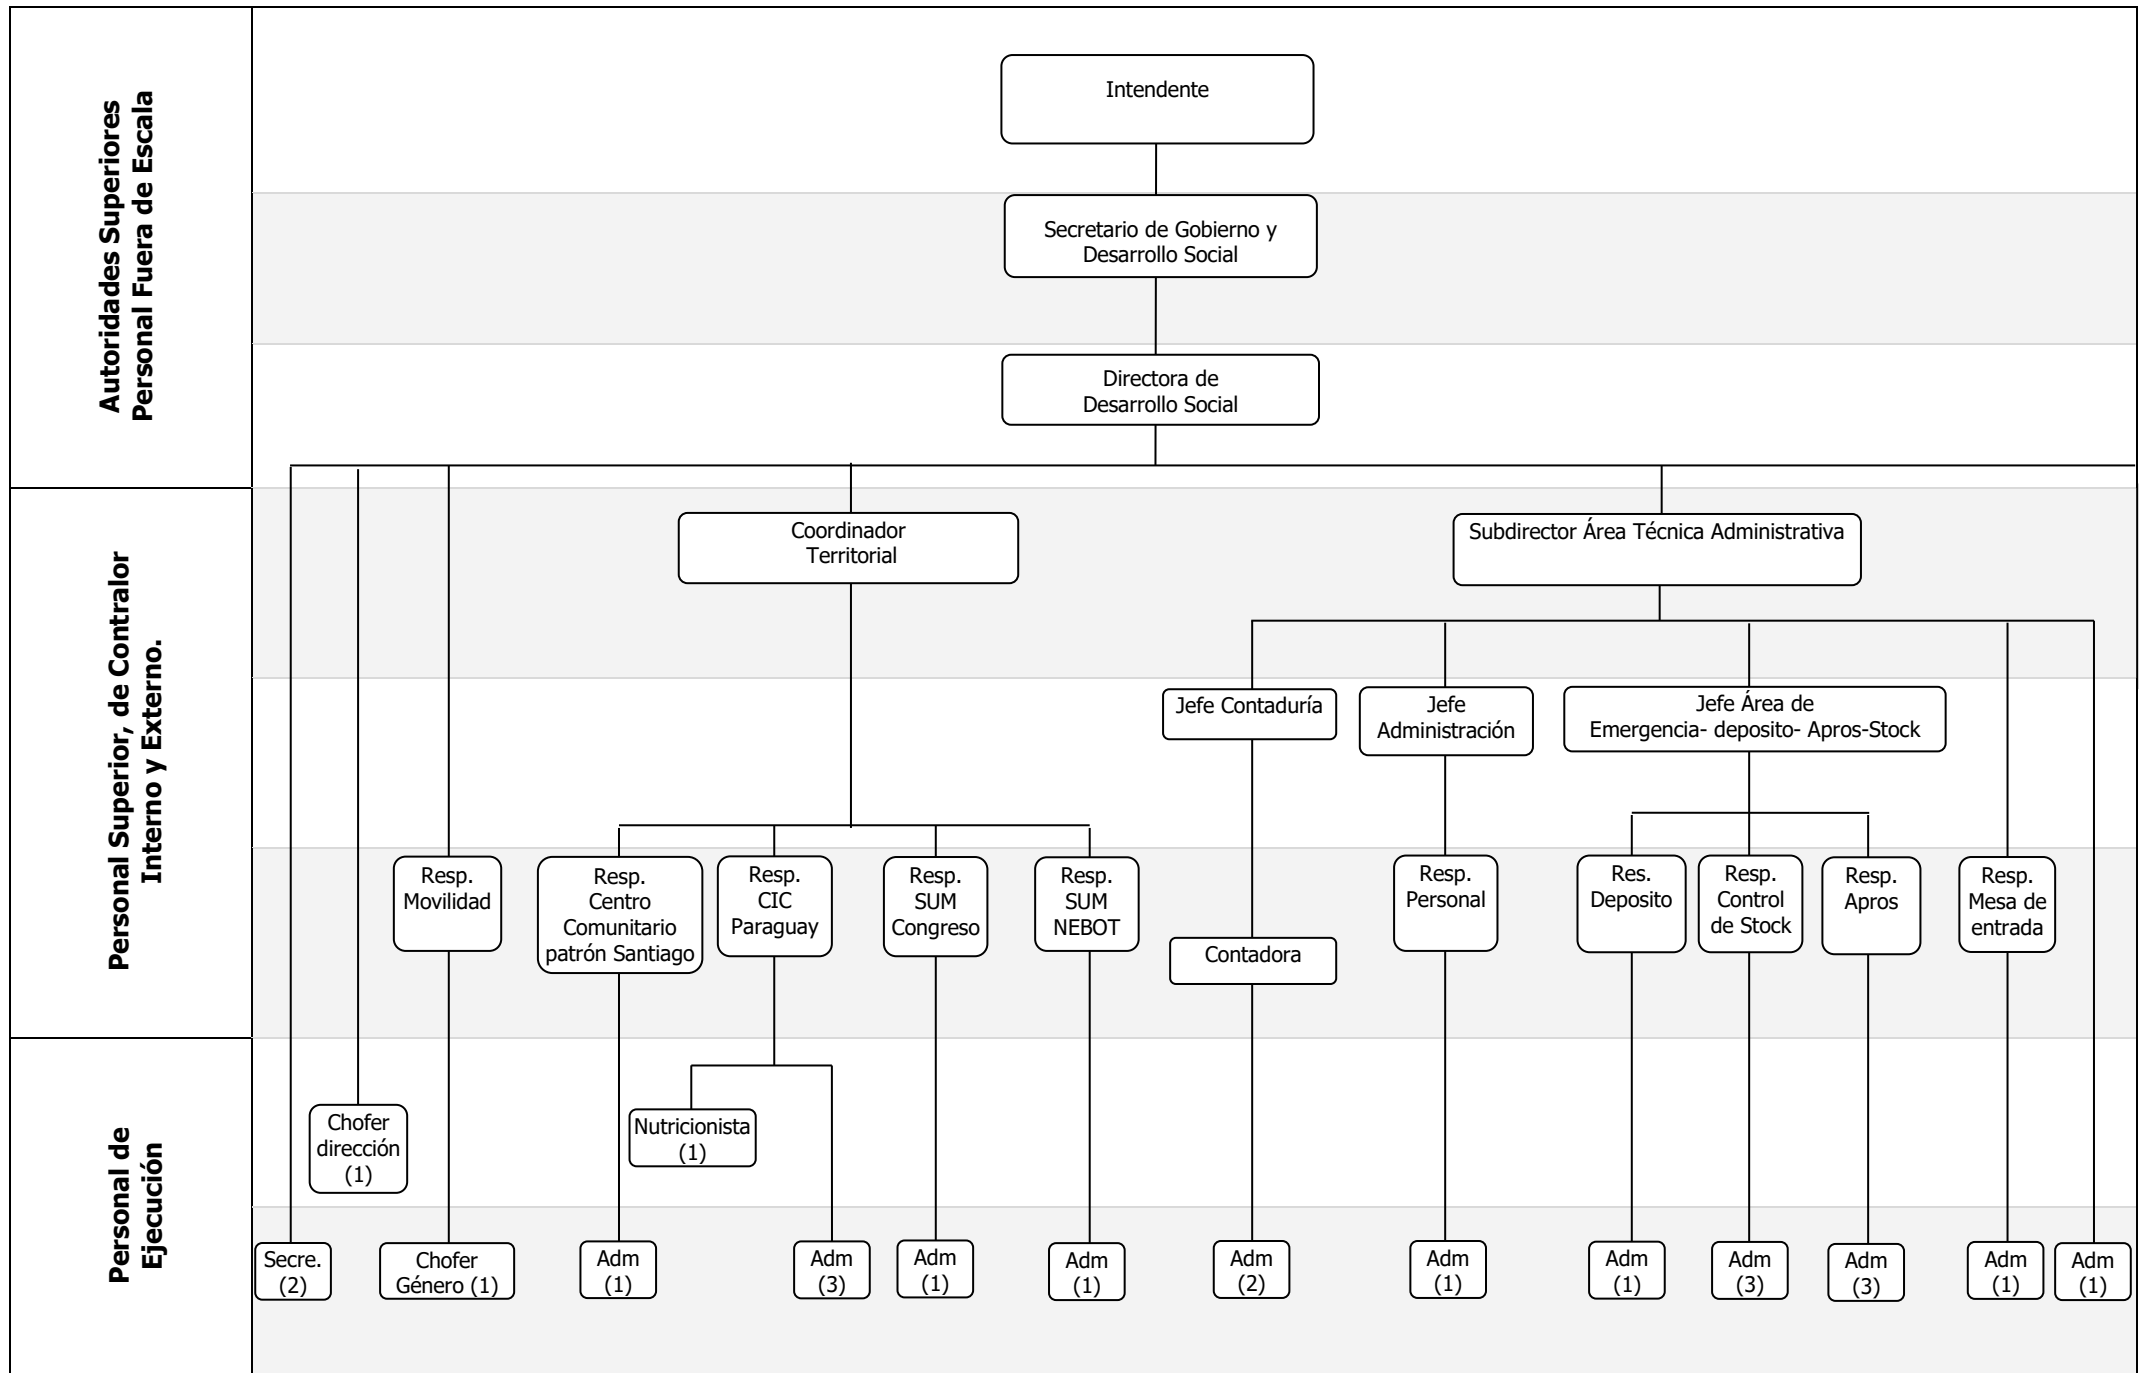 Autoridades Superiores
Personal Fuera de Escala
Intendente
Secretario de Gobierno y
Desarrollo Social
Directora de
Desarrollo Social
Personal Superior, de Contralor
Interno y Externo.
Coordinador
Territorial
Subdirector Área Técnica Administrativa
Jefe Contaduría
Jefe
Administración
Jefe Área de
Emergencia- deposito- Apros-Stock
Resp.
Movilidad
Resp.
Centro
Comunitario
patrón Santiago
Resp.
CIC
Paraguay
Resp.
SUM
Congreso
Resp.
SUM
NEBOT
Contadora
Resp.
Personal
Res.
Deposito
Resp.
Control
de Stock
Resp.
Apros
Resp.
Mesa de
entrada
Personal de
Ejecución
Chofer
dirección
(1)
Nutricionista
(1)
Secre.
(2)
Chofer
Género (1)
Adm
(1)
Adm
(3)
Adm
(1)
Adm
(1)
Adm
(2)
Adm
(1)
Adm
(1)
Adm
(3)
Adm
(3)
Adm
(1)
Adm
(1)